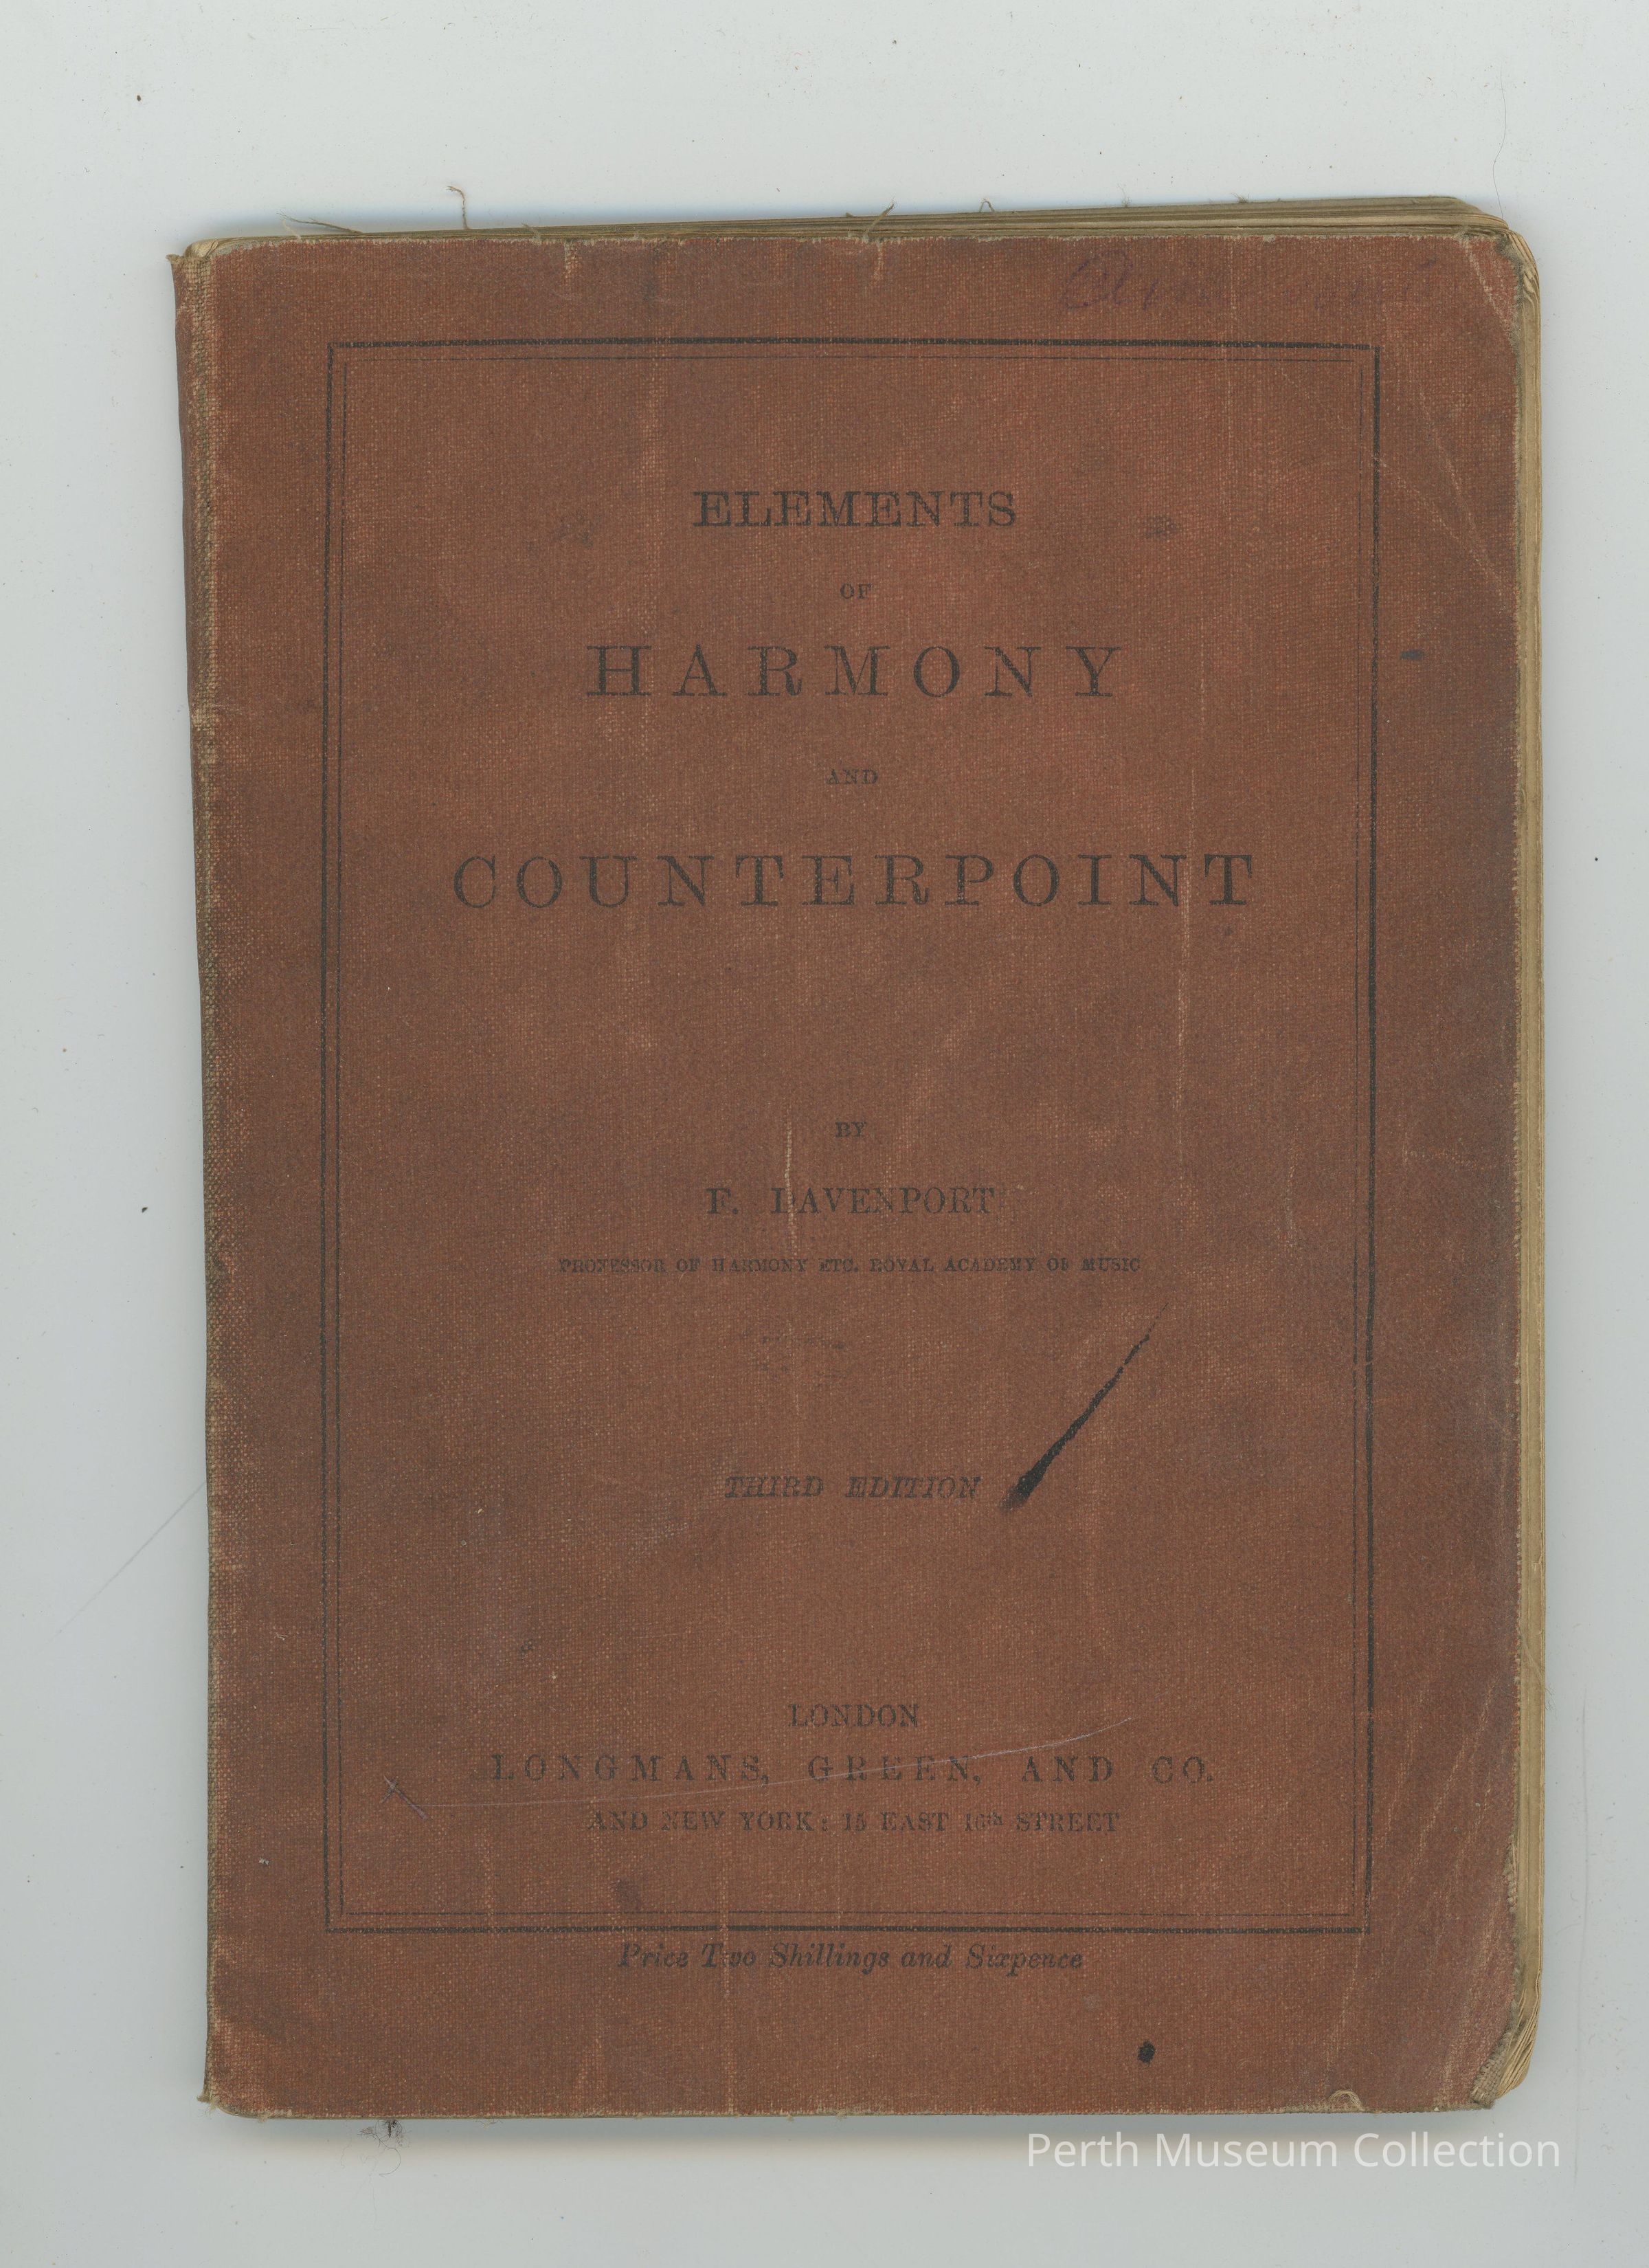 ELEMENTS
OF
HARMONY
AND
COUNTERPOINT
BY
F. DAVENPORT
PROFESSOR OF HARMONY ETC. ROYAL ACADEMY OF MUSIC
THIRD EDITION
LONDON
LONGMANS, GREEN, AND CO.
AND NEW YORK: 15 EAST 16th STREET
Price Two Shillings and Sixpence
Perth Museum Collection